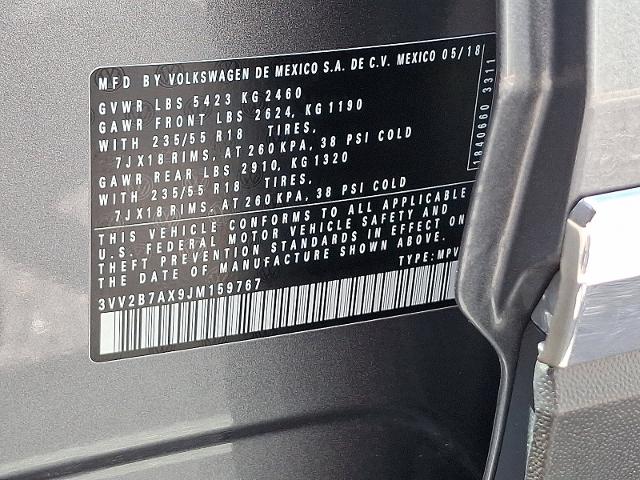 MFD BY VOLKSWAGEN DE MEXICO S.A. DE C.V. MEXICO 05/18
GVWR LBS 5423 KG 2460
GAWR FRONT LBS 2624, KG 1190
WITH 235/55 R18 TIRES,
7JX18 RIMS, AT 260 KPA, 38 PSI COLD
GAWR REAR LBS 2910, KG 1320
WITH 235/55 R18 TIRES,
7JX18 RIMS, AT 260 KPA, 38 PSI COLD
THIS VEHICLE CONFORMS TO ALL APPLICABLE
U.S. FEDERAL MOTOR VEHICLE SAFETY AND
THEFT PREVENTION STANDARDS IN EFFECT ON
THE DATE OF MANUFACTURE SHOWN ABOVE.
3VV2B7AX9JM159767 TYPE: MPV
1840660 3311